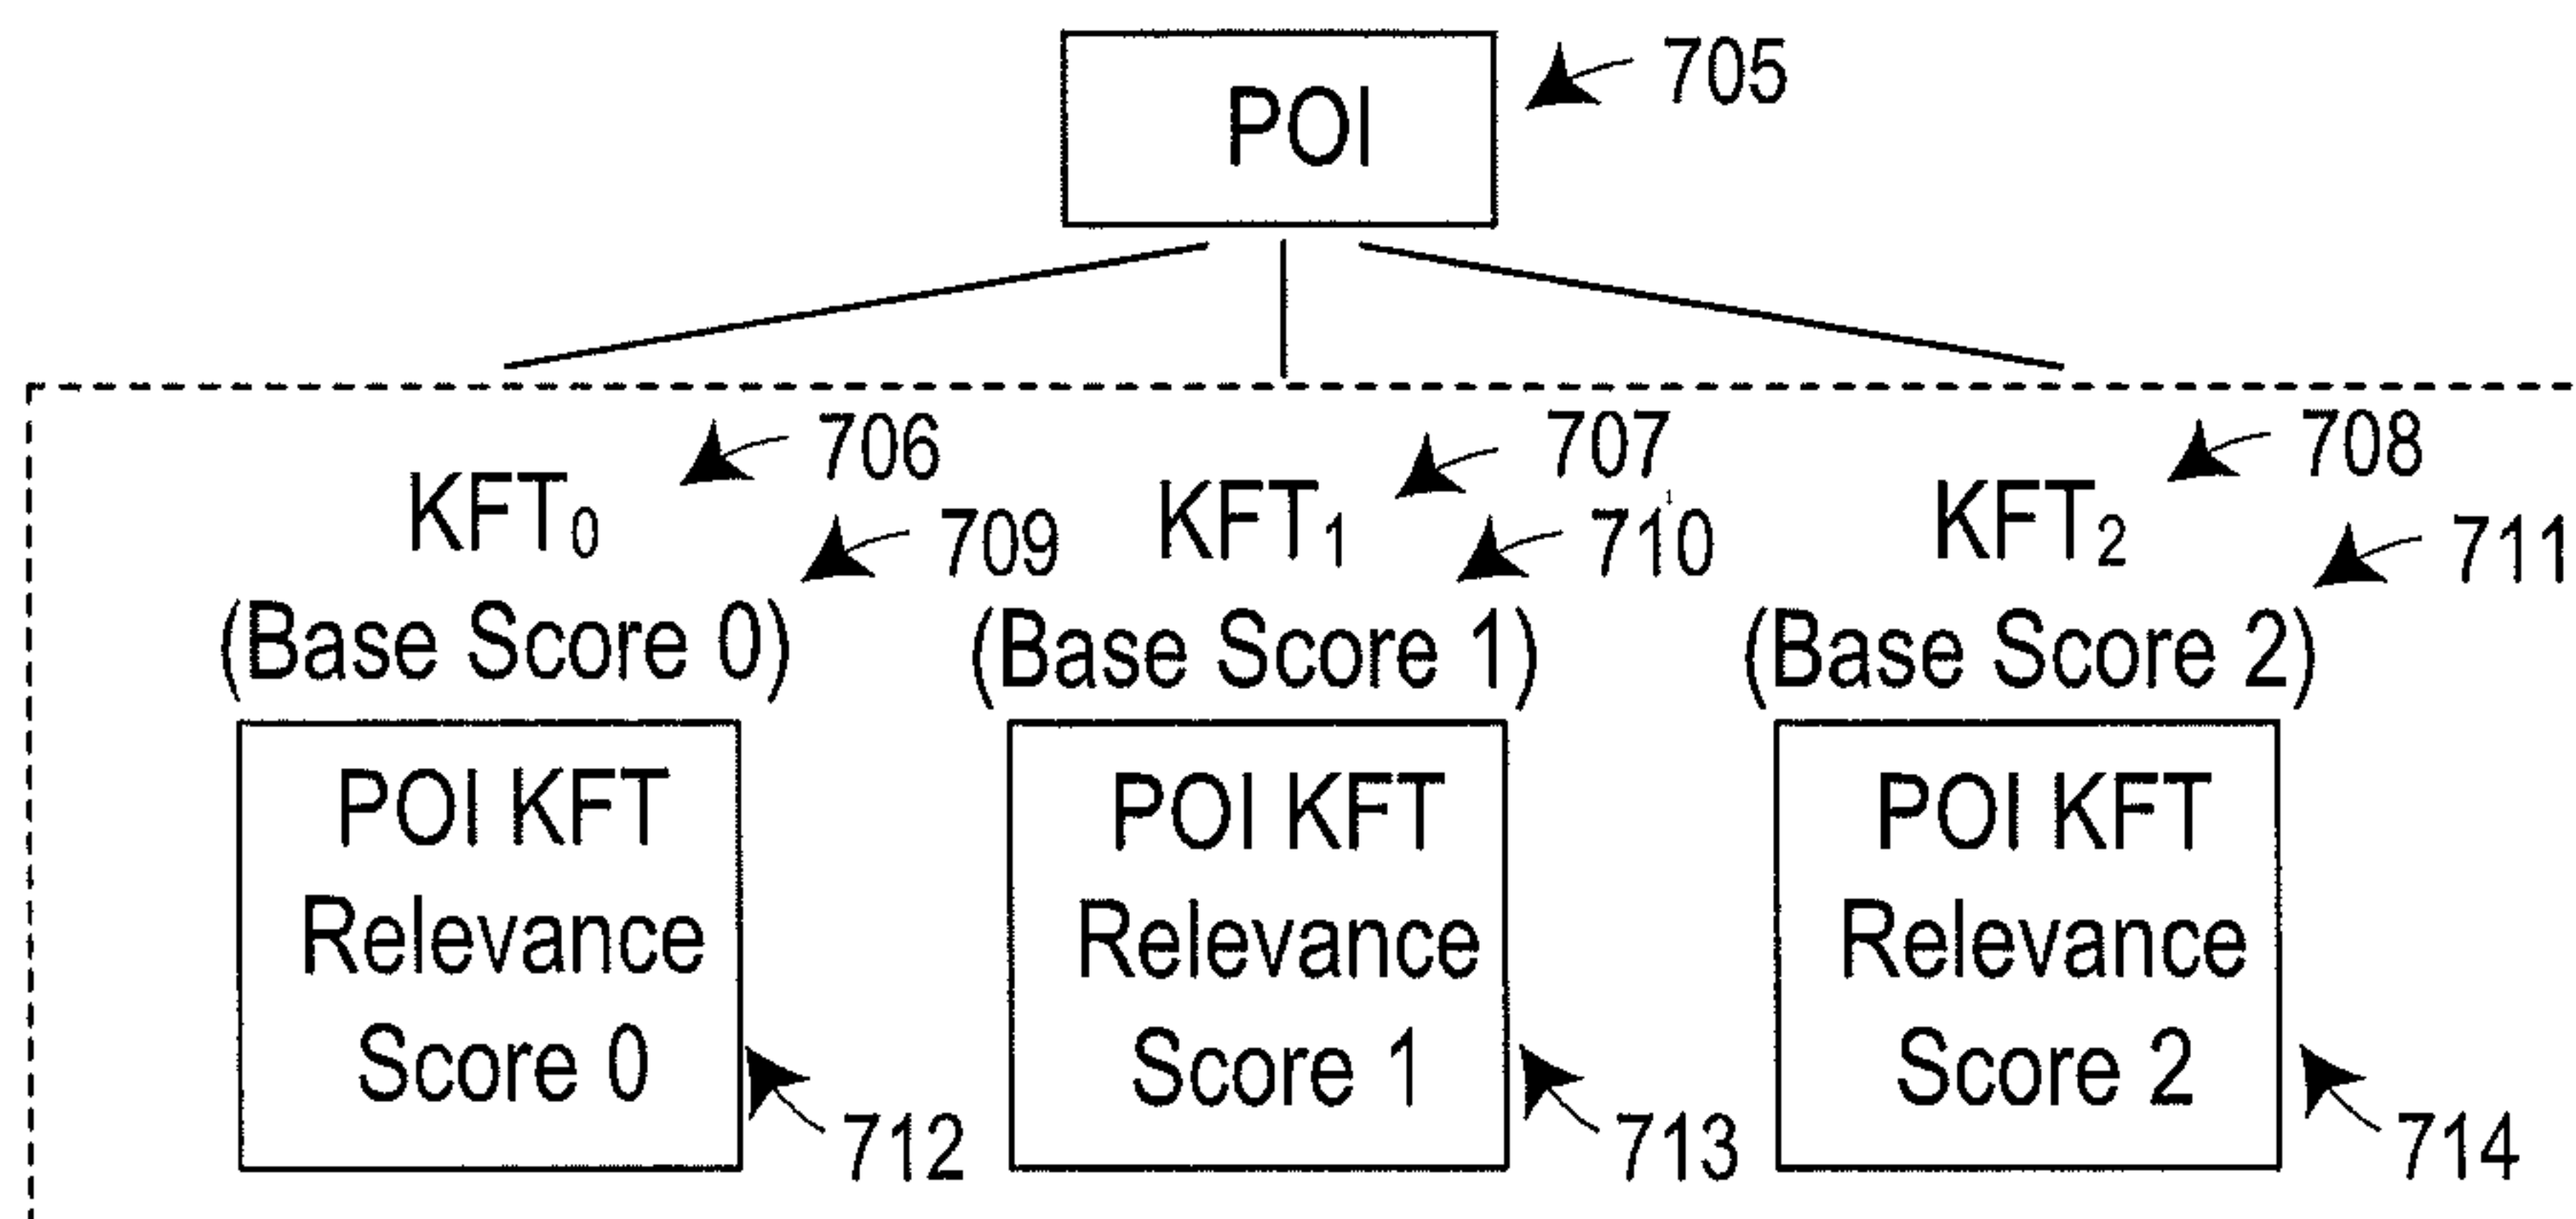 POI 705
706 707 708
KFT₀ KFT₁ KFT₂
709 710 711
(Base Score 0) (Base Score 1) (Base Score 2)
POI KFT POI KFT POI KFT
Relevance Relevance Relevance
Score 0 Score 1 Score 2
712 713 714